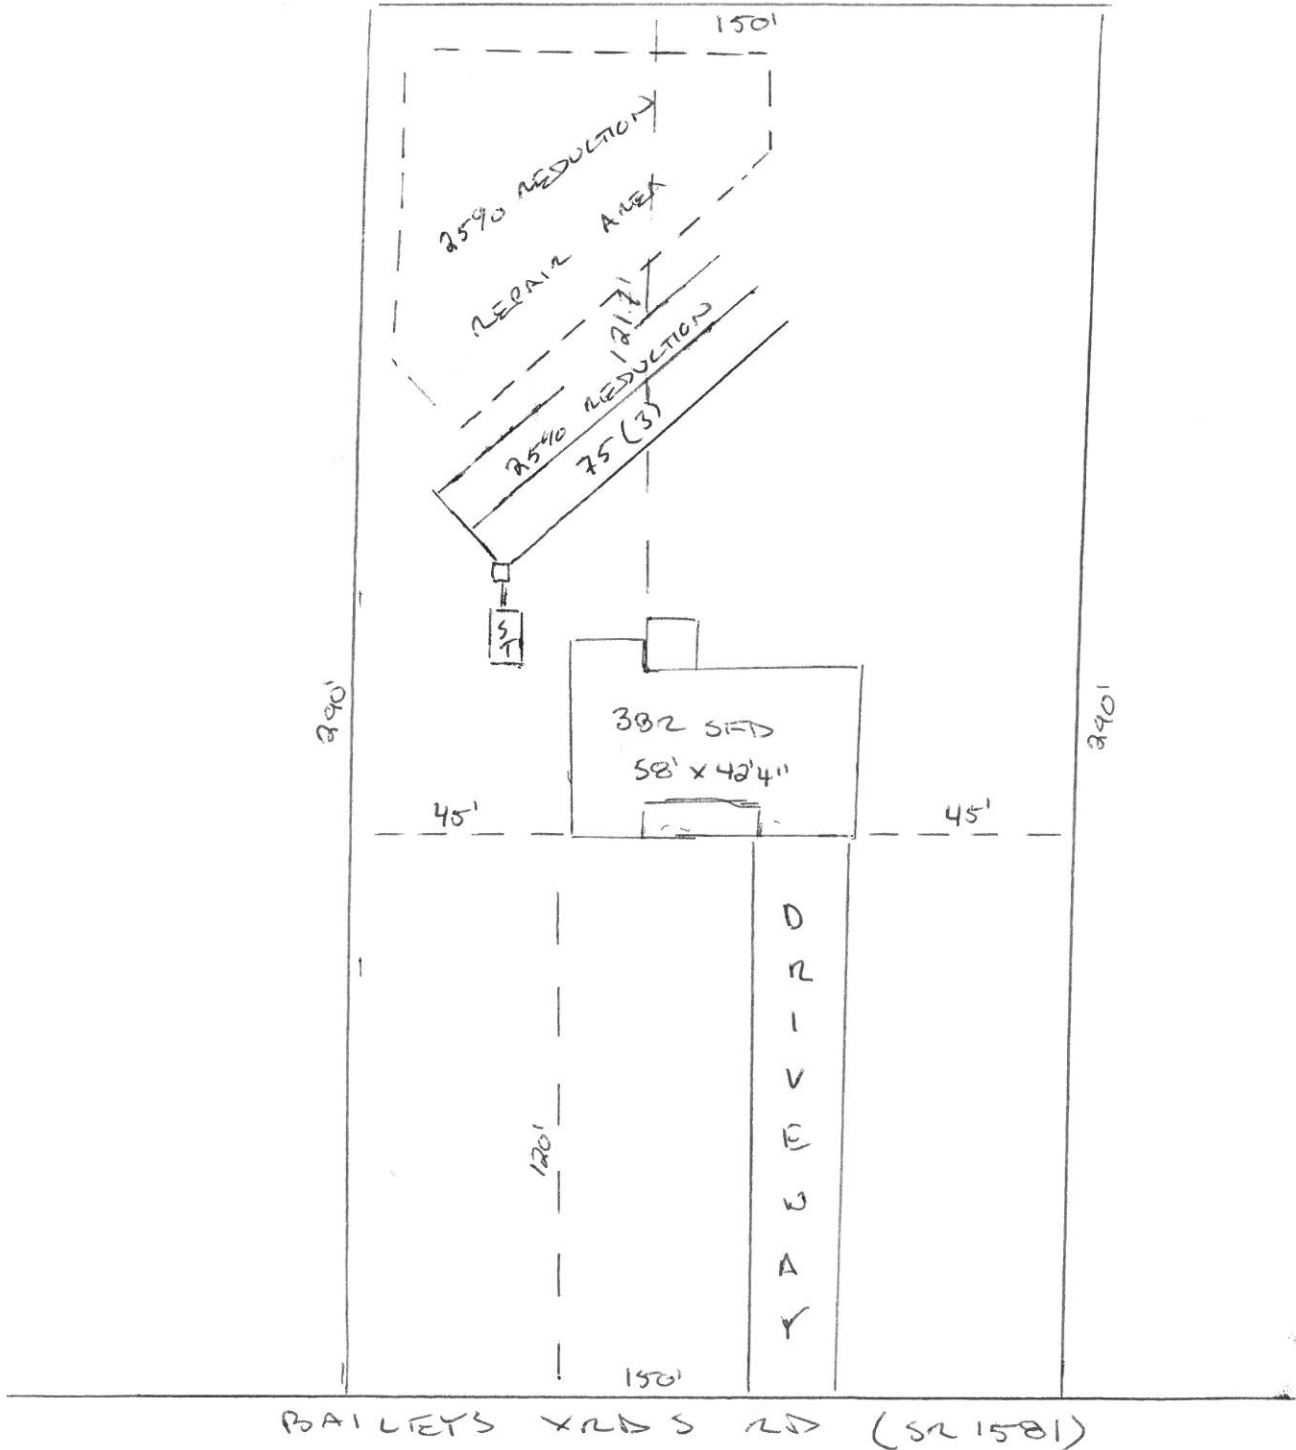 150'
25% REDUCTION
REPAIR AREA
25% REDUCTION
75 (3)
ST
290'
290'
3BR SFD
58' x 42'4"
45'
45'
DRIVEWAY
120'
150'
BAILEYS XRDS RD (SR 1581)